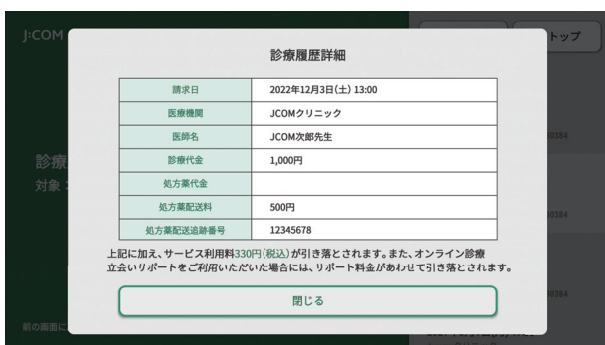 J:COM
トップ
診療履歴詳細
請求日 2022年12月3日(土) 13:00
医療機関 JCOMクリニック
医師名 JCOM次郎先生
診療代金 1,000円
処方薬代金
処方薬配送料 500円
処方薬配送追跡番号 12345678
診療
対象：
上記に加え、サービス利用料330円(税込)が引き落とされます。また、オンライン診療
立会いリポートをご利用いただいた場合には、リポート料金があわせて引き落とされます。
閉じる
前の画面に